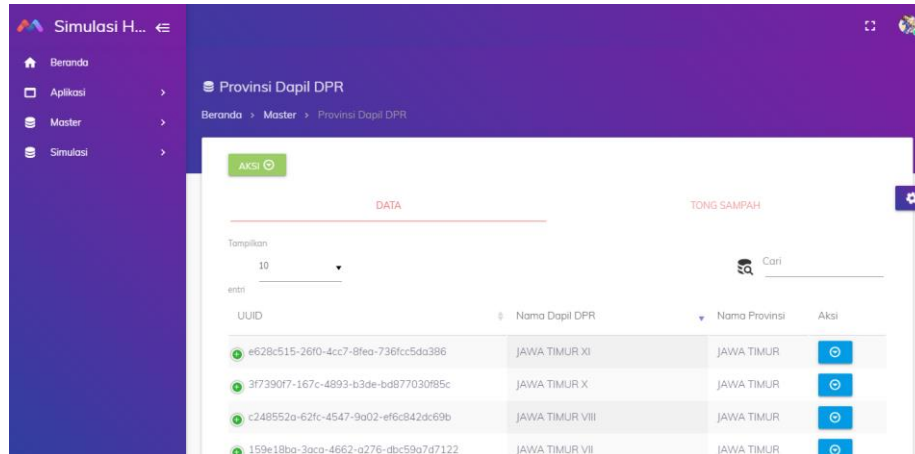 Simulasi H...
Beranda
Aplikasi
Master
Simulasi
Provinsi Dapil DPR
Beranda > Master > Provinsi Dapil DPR
AKSI
DATA TONG SAMPAH
Tampilkan
10
entri
Cari
UUID Nama Dapil DPR Nama Provinsi Aksi
e628c515-26f0-4cc7-8fea-736fcc5da386 JAWA TIMUR XI JAWA TIMUR
3f7390f7-167c-4893-b3de-bd877030f85c JAWA TIMUR X JAWA TIMUR
c248552a-62fc-4547-9a02-ef6c842dc69b JAWA TIMUR VIII JAWA TIMUR
159e18ba-3aca-4662-a276-dbc59a7d7122 JAWA TIMUR VII JAWA TIMUR